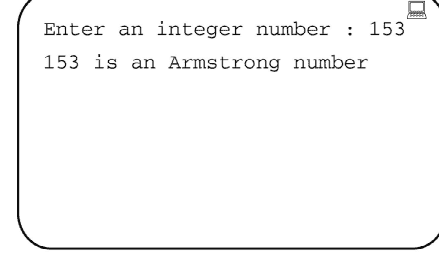 Enter an integer number : 153
153 is an Armstrong number